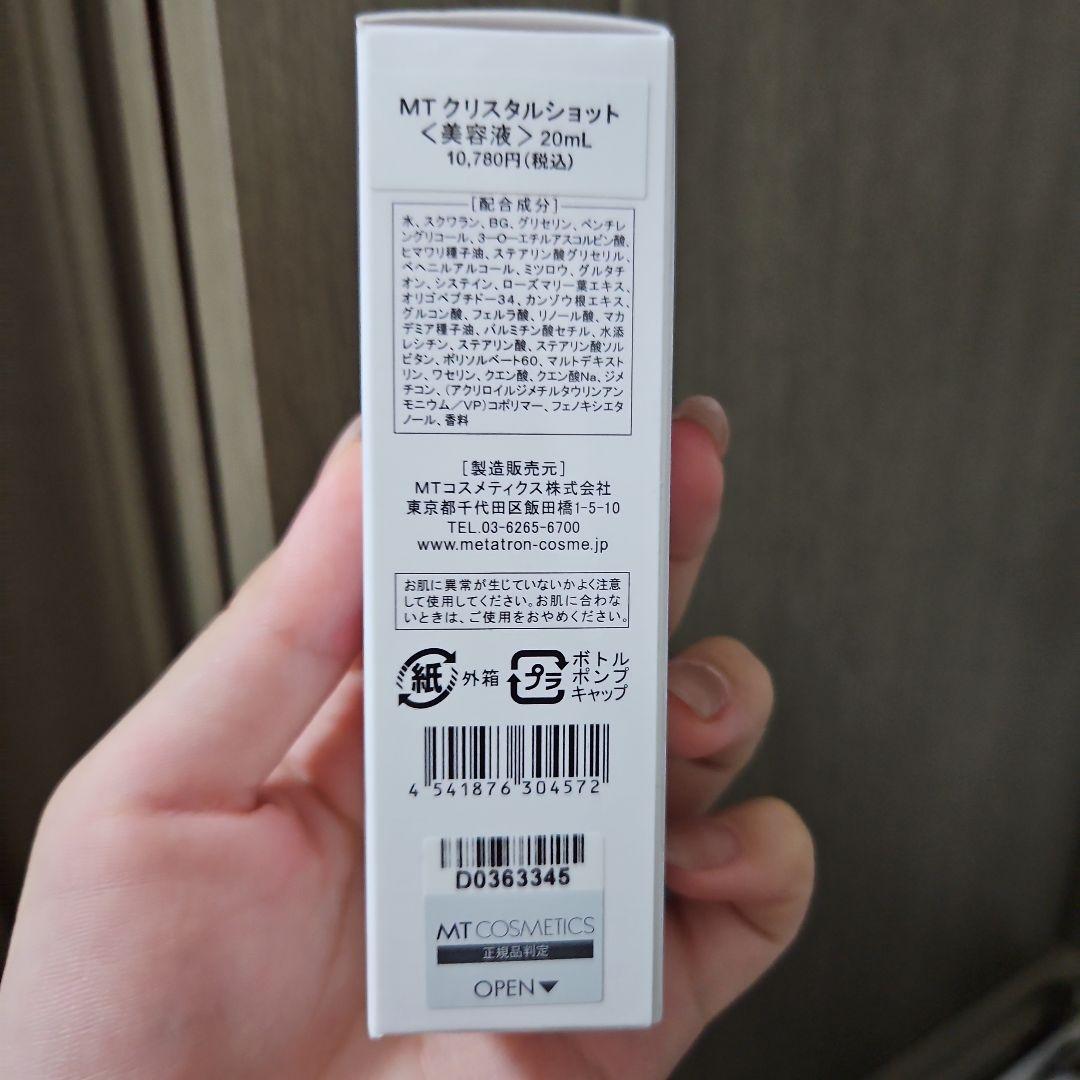 MT クリスタルショット
＜美容液＞ 20mL
10,780円(税込)
[配合成分]
水、スクワラン、BG、グリセリン、ペンチレ
ングリコール、3-O-エチルアスコルビン酸、
ヒマワリ種子油、ステアリン酸グリセリル、
ベヘニルアルコール、ミツロウ、グルタチ
オン、システイン、ローズマリー葉エキス、
オリゴペプチド-34、カンゾウ根エキス、
グルコン酸、フェルラ酸、リノール酸、マカ
デミア種子油、パルミチン酸セチル、水添
レシチン、ステアリン酸、ステアリン酸ソル
ビタン、ポリソルベート60、マルトデキスト
リン、ワセリン、クエン酸、クエン酸Na、ジメ
チコン、(アクリロイルジメチルタウリンアン
モニウム/VP)コポリマー、フェノキシエタ
ノール、香料
[製造販売元]
MTコスメティクス株式会社
東京都千代田区飯田橋1-5-10
TEL.03-6265-6700
www.metatron-cosme.jp
お肌に異常が生じていないかよく注意
して使用してください。お肌に合わな
いときは、ご使用をおやめください。
紙 外箱 プラ ボトル
ポンプ
キャップ
4 541876 304572
D0363345
MT COSMETICS
正規品判定
OPEN▼